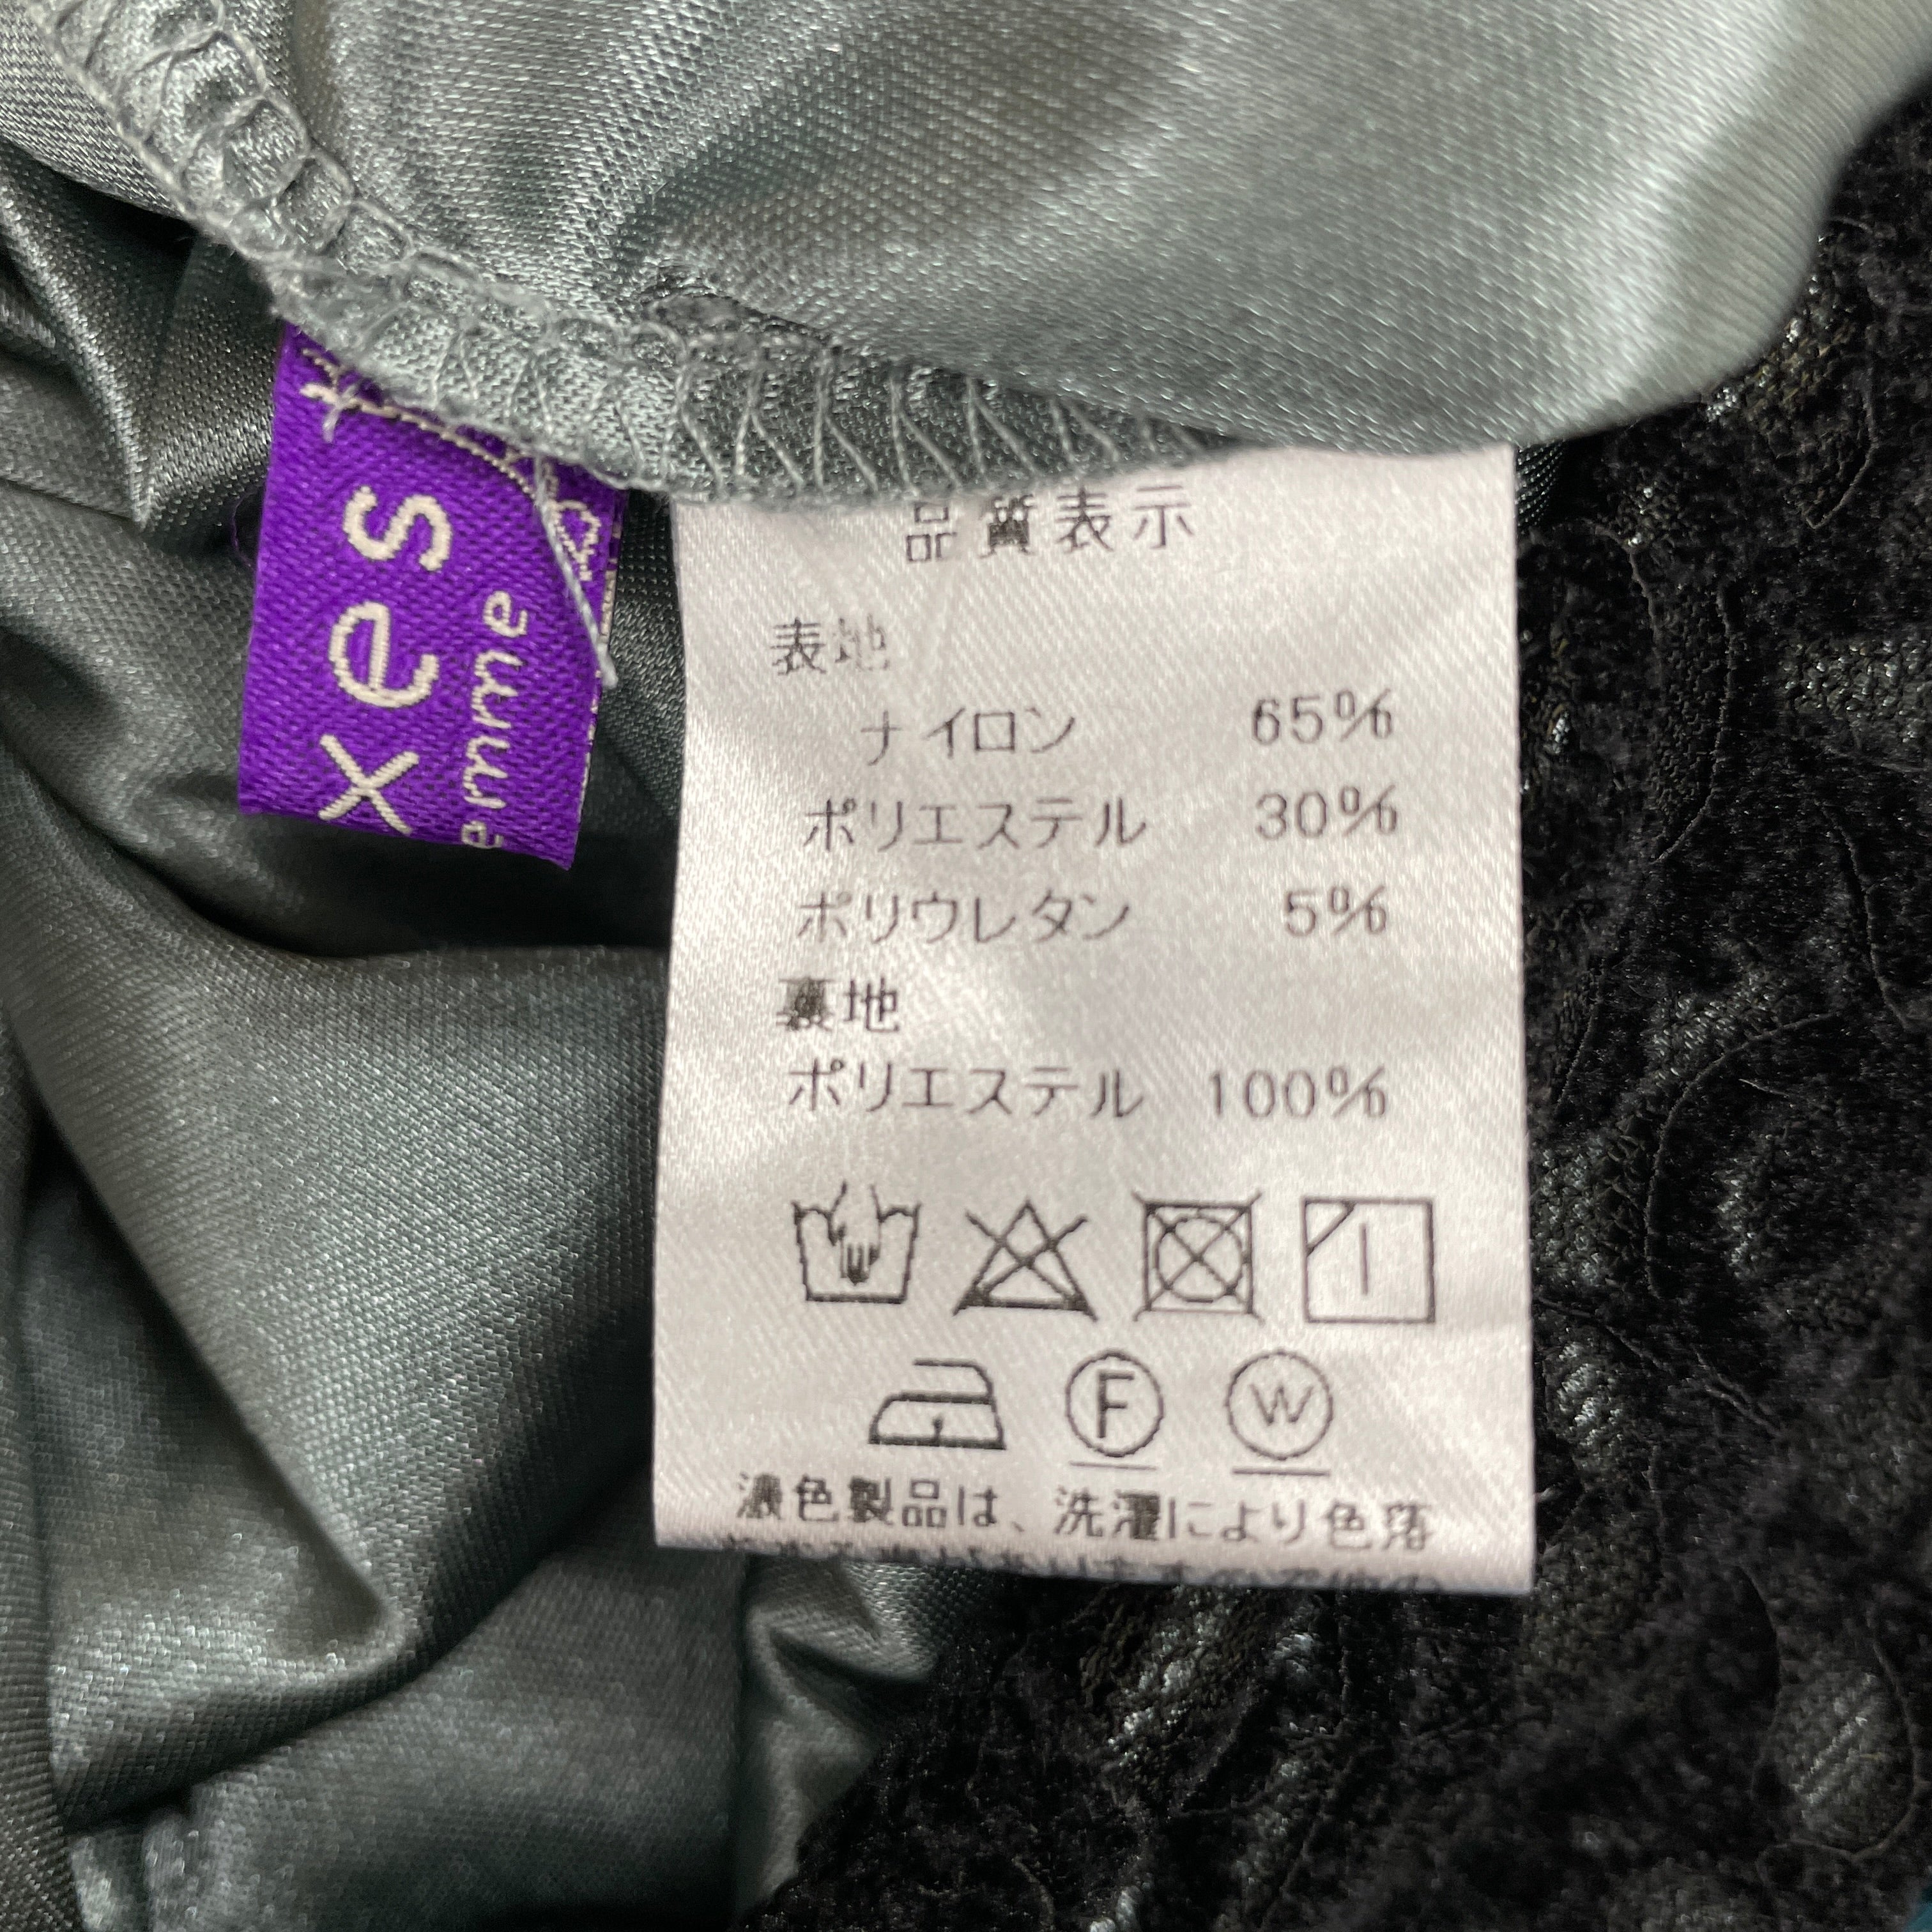 xes
emme
品質表示
表地
ナイロン 65%
ポリエステル 30%
ポリウレタン 5%
裏地
ポリエステル 100%
F W
濃色製品は、洗濯により色落